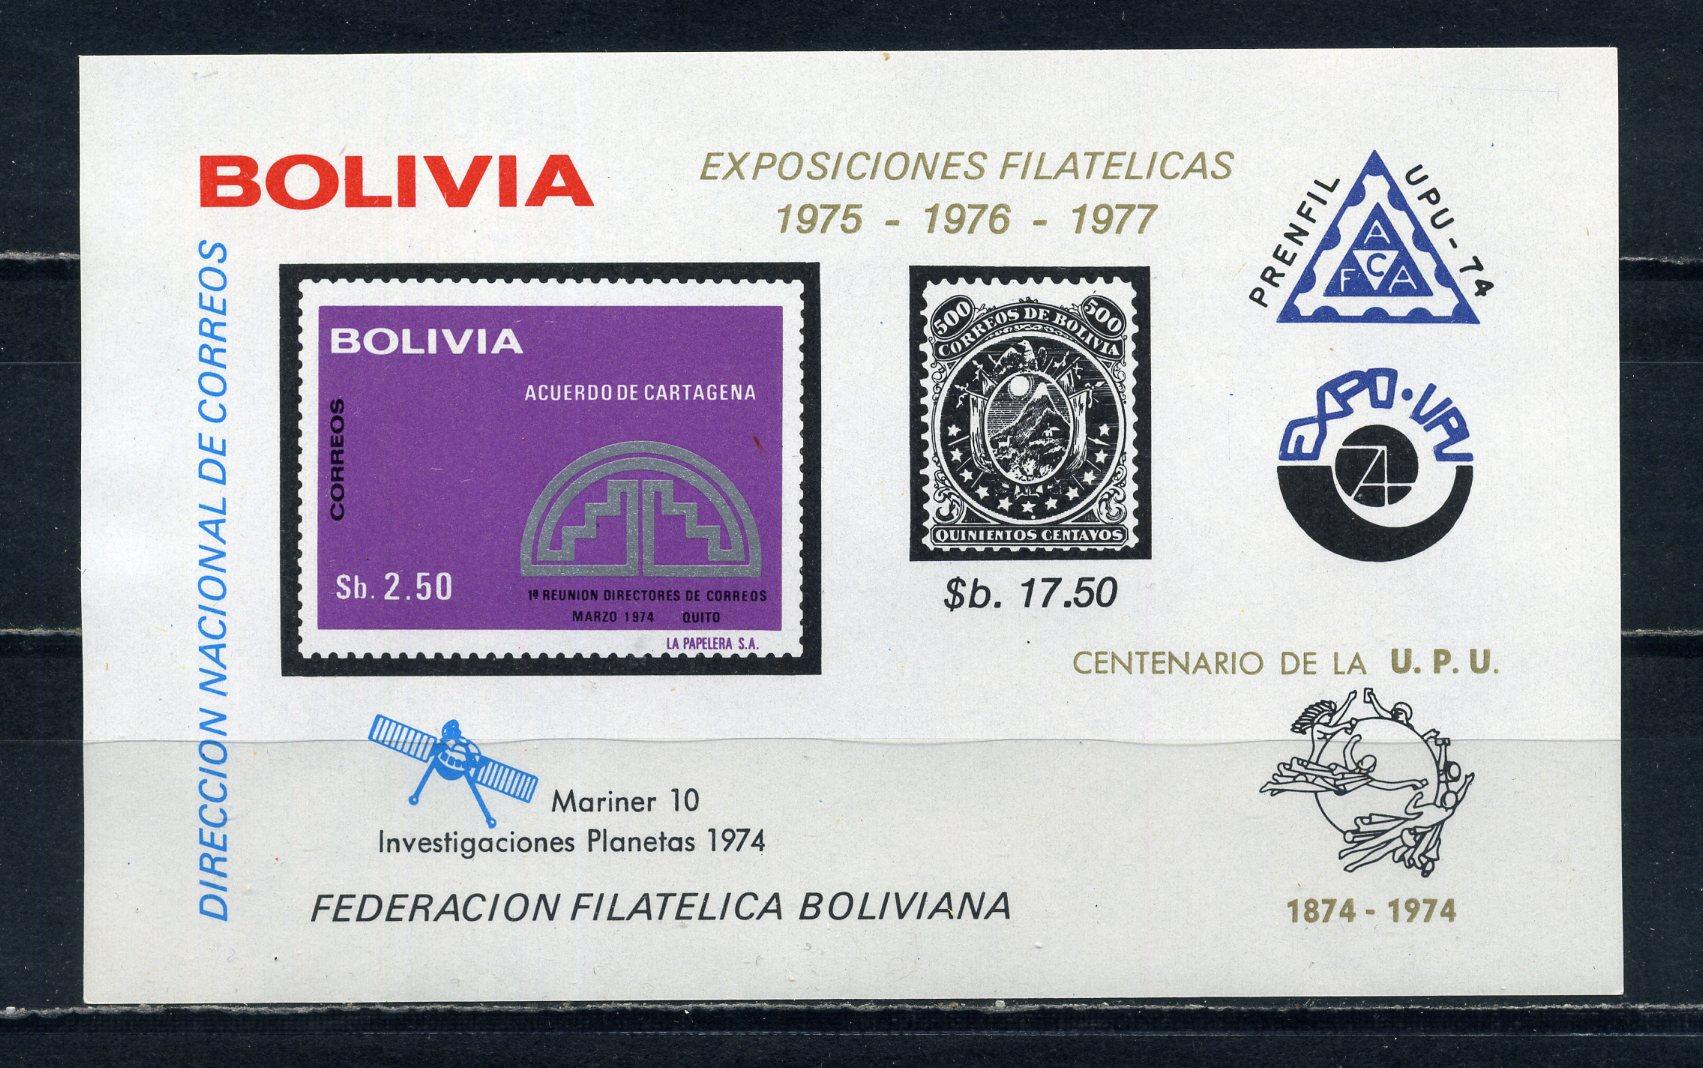 BOLIVIA
DIRECCION NACIONAL DE CORREOS
EXPOSICIONES FILATELICAS
1975 - 1976 - 1977
PRENFIL UPU - 74
A
F C A
BOLIVIA
CORREOS
ACUERDO DE CARTAGENA
$b. 2.50
1ª REUNION DIRECTORES DE CORREOS
MARZO 1974 QUITO
LA PAPELERA S.A.
500 500
CORREOS DE BOLIVIA
QUINIENTOS CENTAVOS
$b. 17.50
EXPO · UPU
74
CENTENARIO DE LA U. P. U.
1874 - 1974
Mariner 10
Investigaciones Planetas 1974
FEDERACION FILATELICA BOLIVIANA